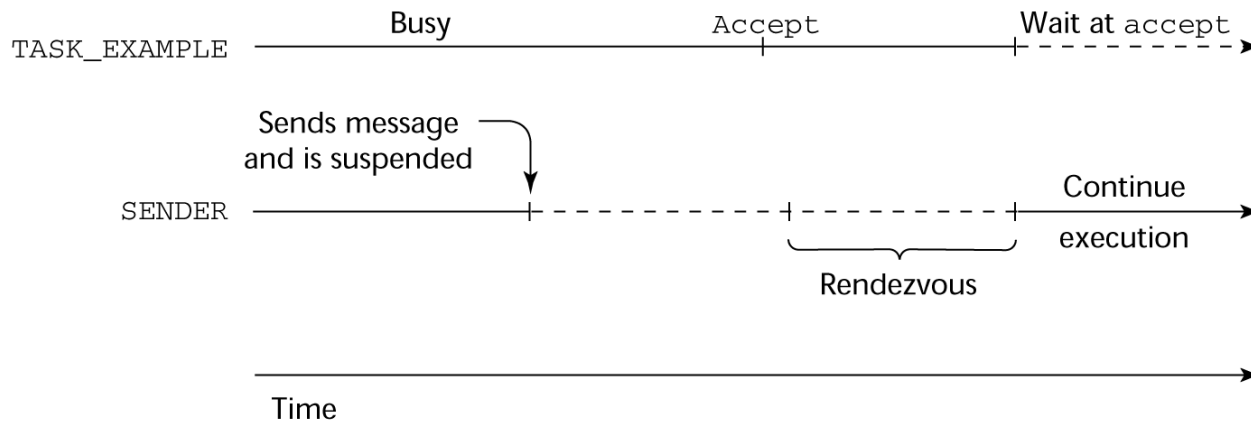 Busy
Accept
Wait at accept
TASK_EXAMPLE
Sends message
and is suspended
SENDER
Continue
execution
Rendezvous
Time